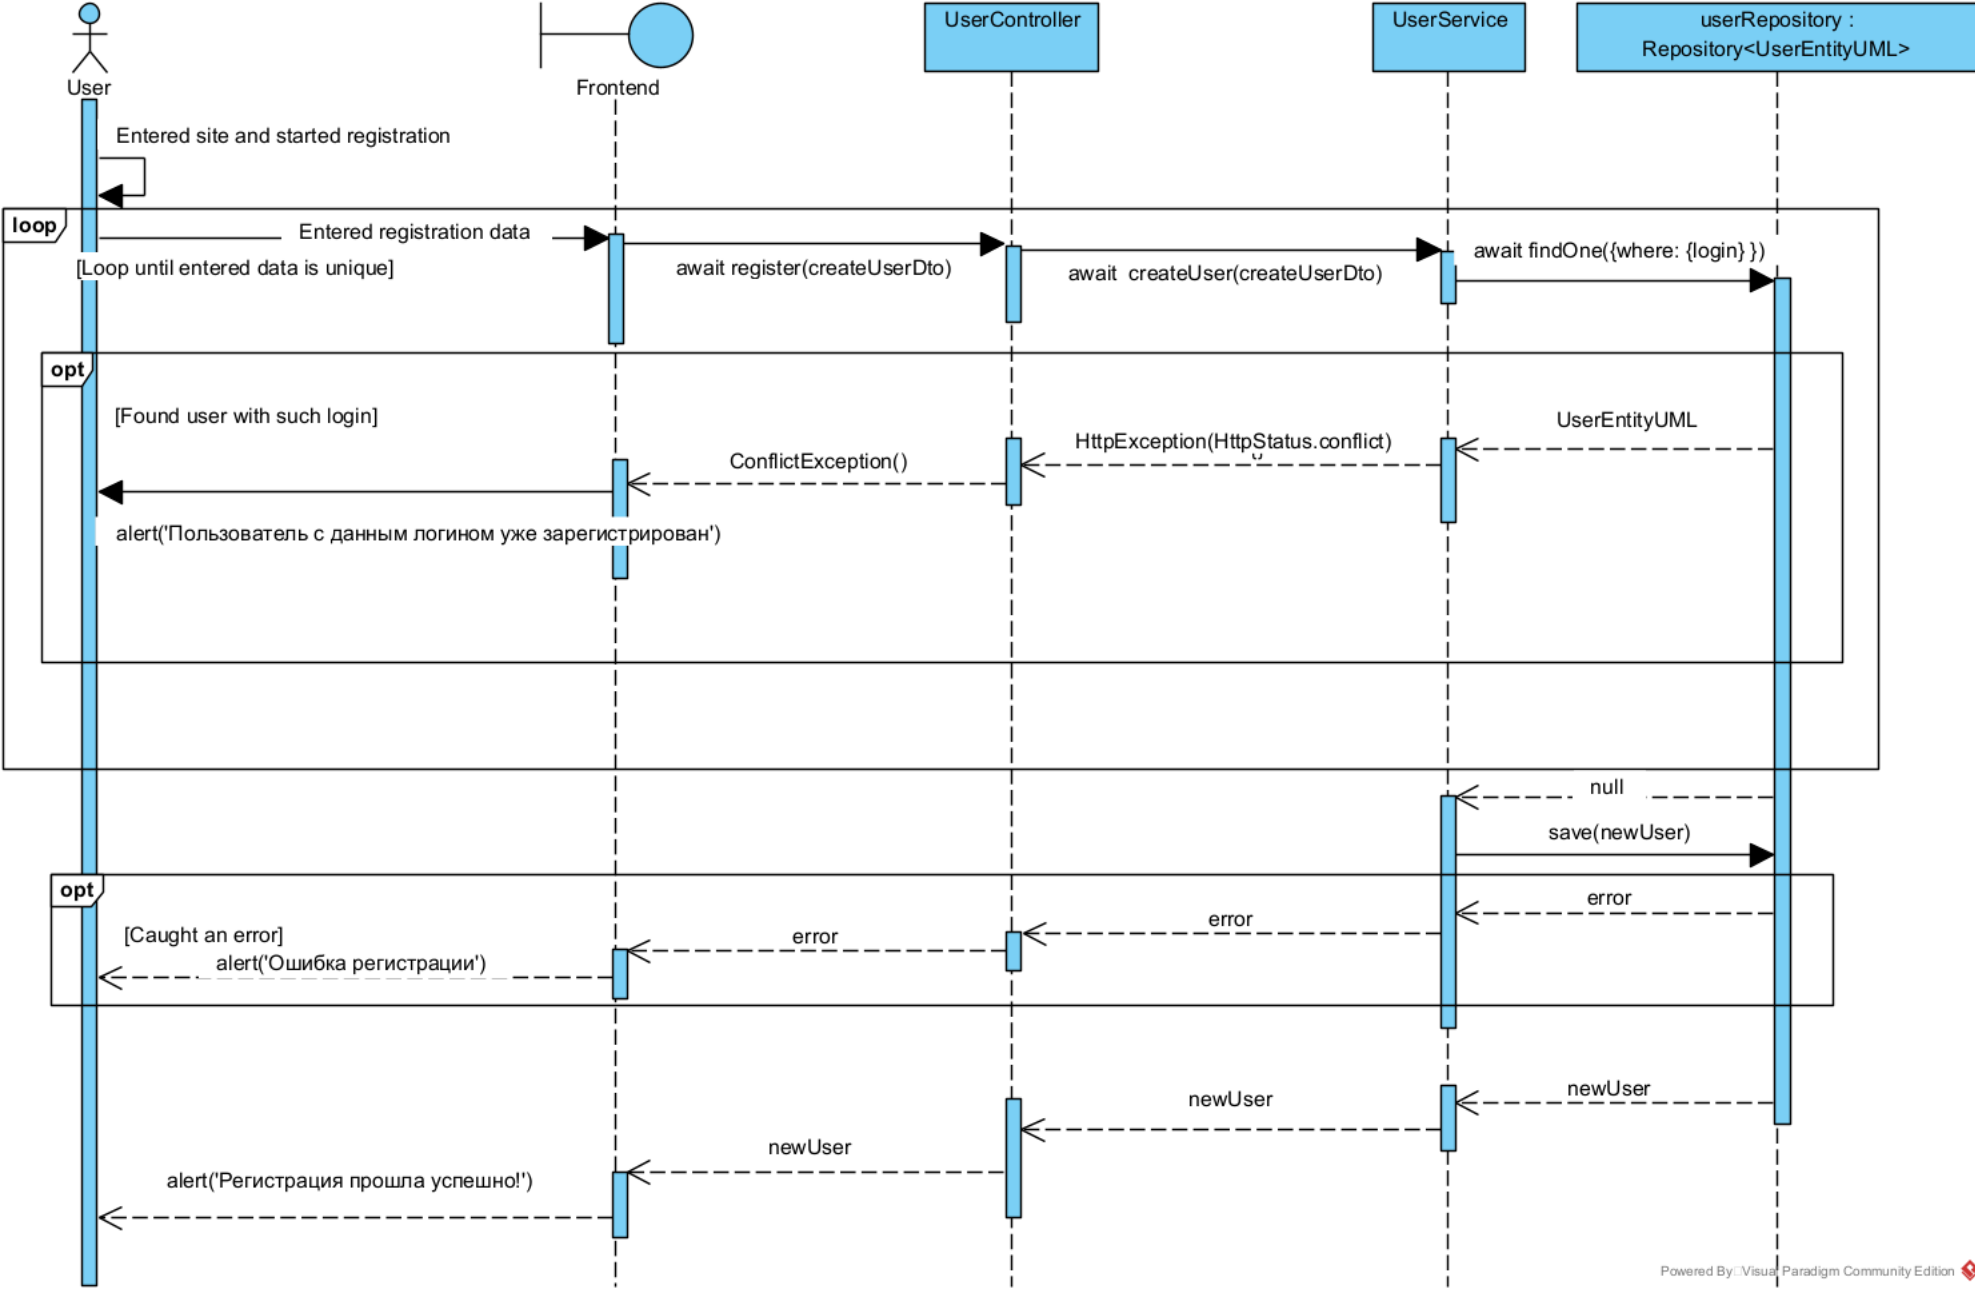 UserController
UserService
userRepository :
Repository<UserEntityUML>
User
Frontend
Entered site and started registration
loop
Entered registration data
[Loop until entered data is unique]
await register(createUserDto)
await  createUser(createUserDto)
await findOne({where: {login} })
opt
[Found user with such login]
UserEntityUML
HttpException(HttpStatus.conflict)
ConflictException()
alert('Пользователь с данным логином уже зарегистрирован')
null
save(newUser)
opt
error
error
error
[Caught an error]
alert('Ошибка регистрации')
newUser
newUser
newUser
alert('Регистрация прошла успешно!')
Powered By Visual Paradigm Community Edition